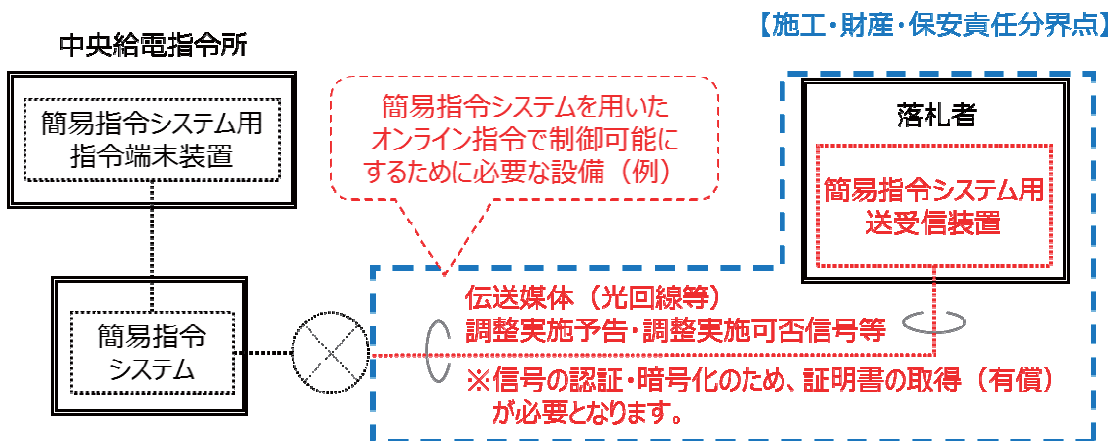 【施工・財産・保安責任分界点】
中央給電指令所
簡易指令システム用
指令端末装置
簡易指令システムを用いた
オンライン指令で制御可能に
するために必要な設備（例）
落札者
簡易指令システム用
送受信装置
簡易指令
システム
伝送媒体（光回線等）
調整実施予告・調整実施可否信号等
※信号の認証・暗号化のため、証明書の取得（有償）
が必要となります。